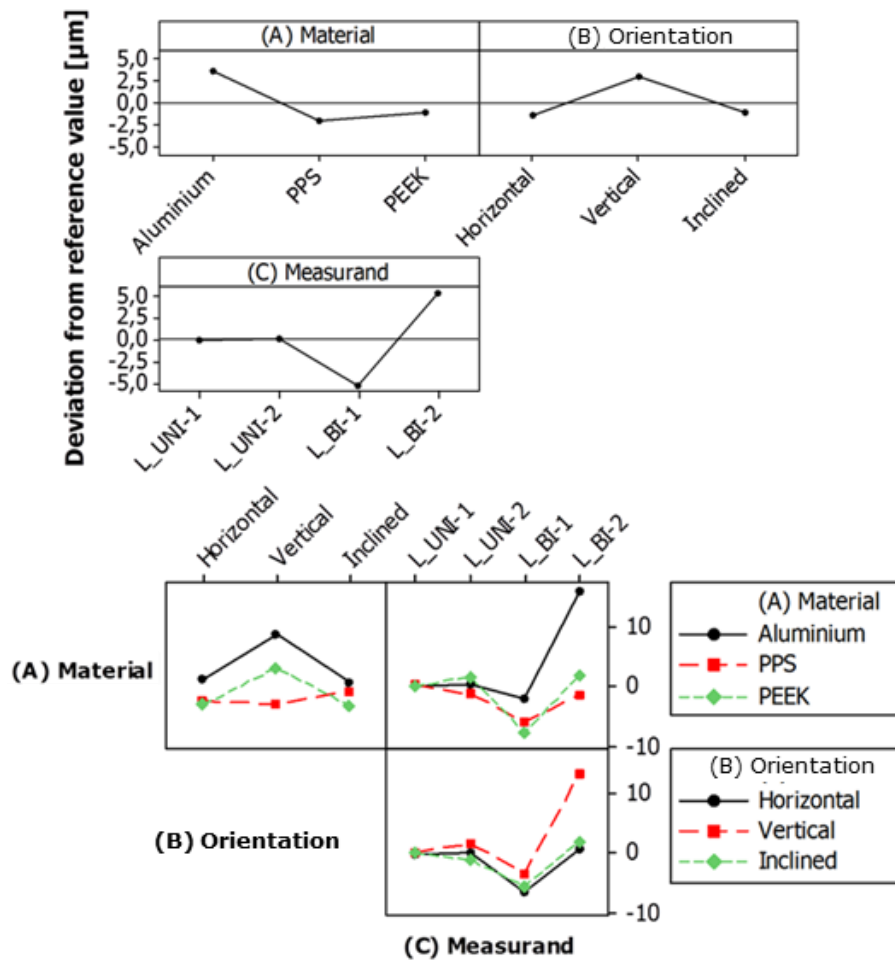 Deviation from reference value [µm]
(A) Material
(B) Orientation
5,0
2,5
0,0
-2,5
-5,0
Aluminium
PPS
PEEK
Horizontal
Vertical
Inclined
(C) Measurand
5,0
2,5
0,0
-2,5
-5,0
L_UNI-1
L_UNI-2
L_BI-1
L_BI-2
Horizontal
Vertical
Inclined
L_UNI-1
L_UNI-2
L_BI-1
L_BI-2
(A) Material
10
0
-10
(A) Material
Aluminium
PPS
PEEK
(B) Orientation
10
0
-10
(B) Orientation
Horizontal
Vertical
Inclined
(C) Measurand